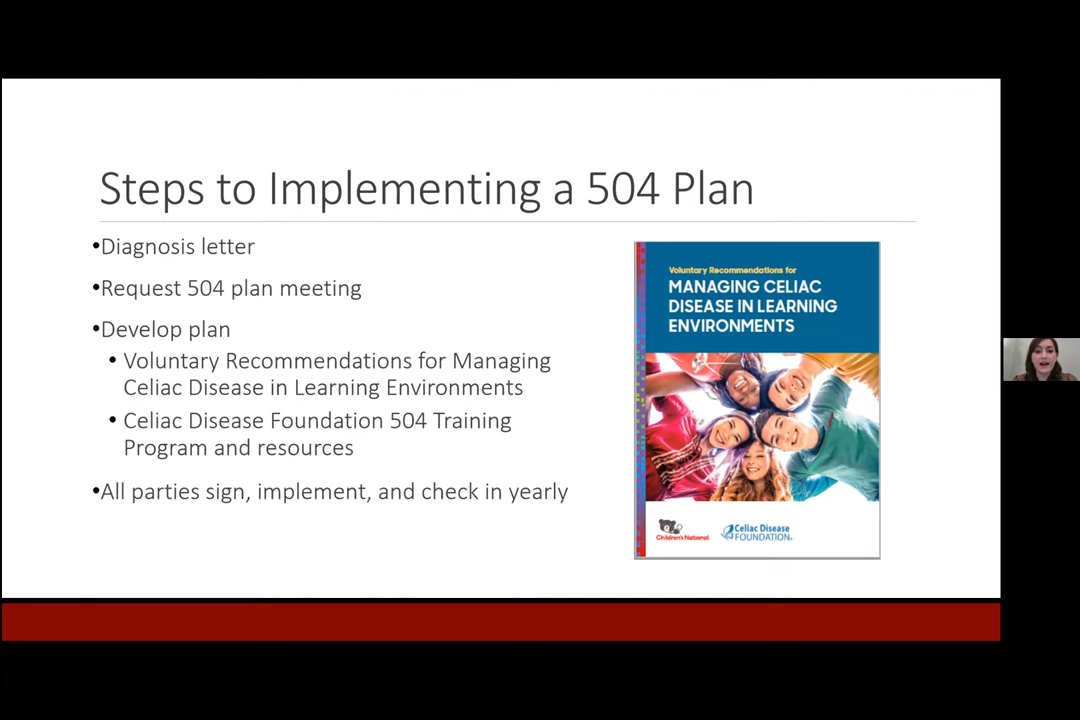 Steps to Implementing a 504 Plan
•Diagnosis letter
•Request 504 plan meeting
•Develop plan
• Voluntary Recommendations for Managing
Celiac Disease in Learning Environments
• Celiac Disease Foundation 504 Training
Program and resources
•All parties sign, implement, and check in yearly
Voluntary Recommendations for
MANAGING CELIAC
DISEASE IN LEARNING
ENVIRONMENTS
Children's National.
Celiac Disease
FOUNDATION®